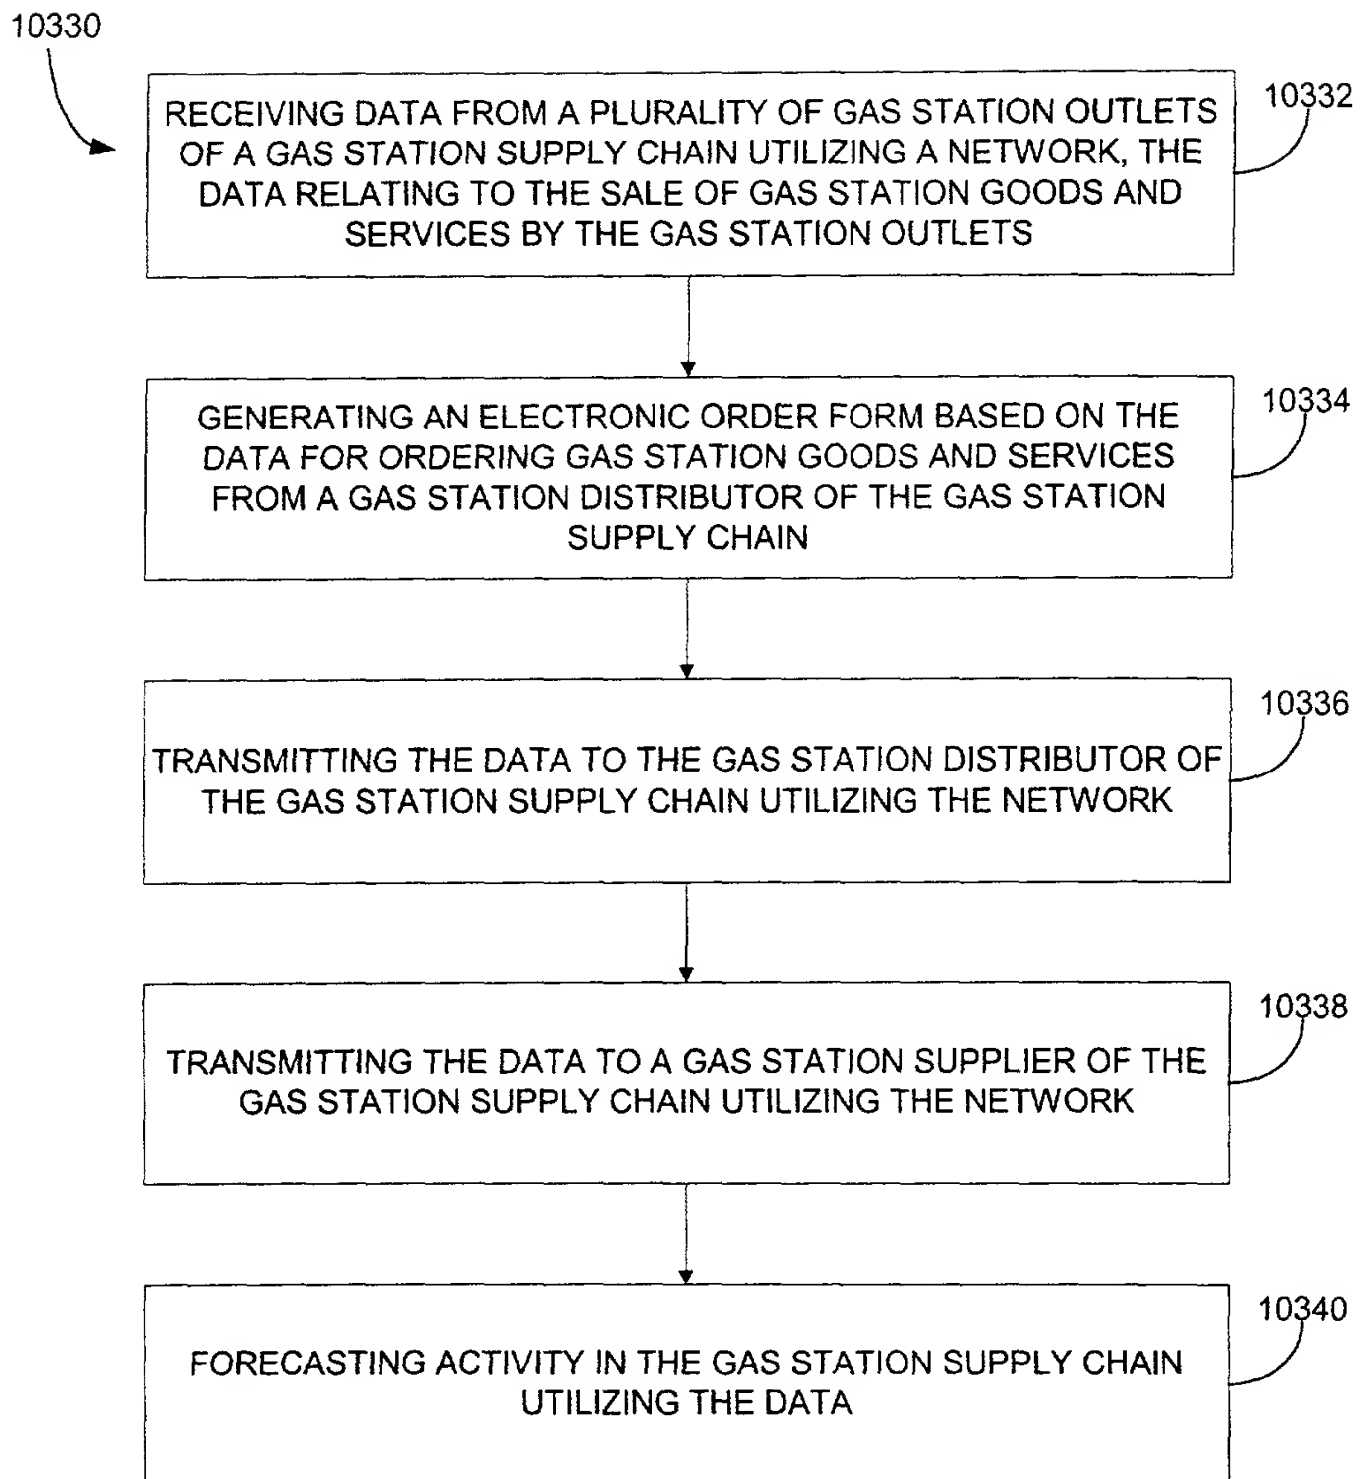 10330
10332
RECEIVING DATA FROM A PLURALITY OF GAS STATION OUTLETS
OF A GAS STATION SUPPLY CHAIN UTILIZING A NETWORK, THE
DATA RELATING TO THE SALE OF GAS STATION GOODS AND
SERVICES BY THE GAS STATION OUTLETS
10334
GENERATING AN ELECTRONIC ORDER FORM BASED ON THE
DATA FOR ORDERING GAS STATION GOODS AND SERVICES
FROM A GAS STATION DISTRIBUTOR OF THE GAS STATION
SUPPLY CHAIN
10336
TRANSMITTING THE DATA TO THE GAS STATION DISTRIBUTOR OF
THE GAS STATION SUPPLY CHAIN UTILIZING THE NETWORK
10338
TRANSMITTING THE DATA TO A GAS STATION SUPPLIER OF THE
GAS STATION SUPPLY CHAIN UTILIZING THE NETWORK
10340
FORECASTING ACTIVITY IN THE GAS STATION SUPPLY CHAIN
UTILIZING THE DATA